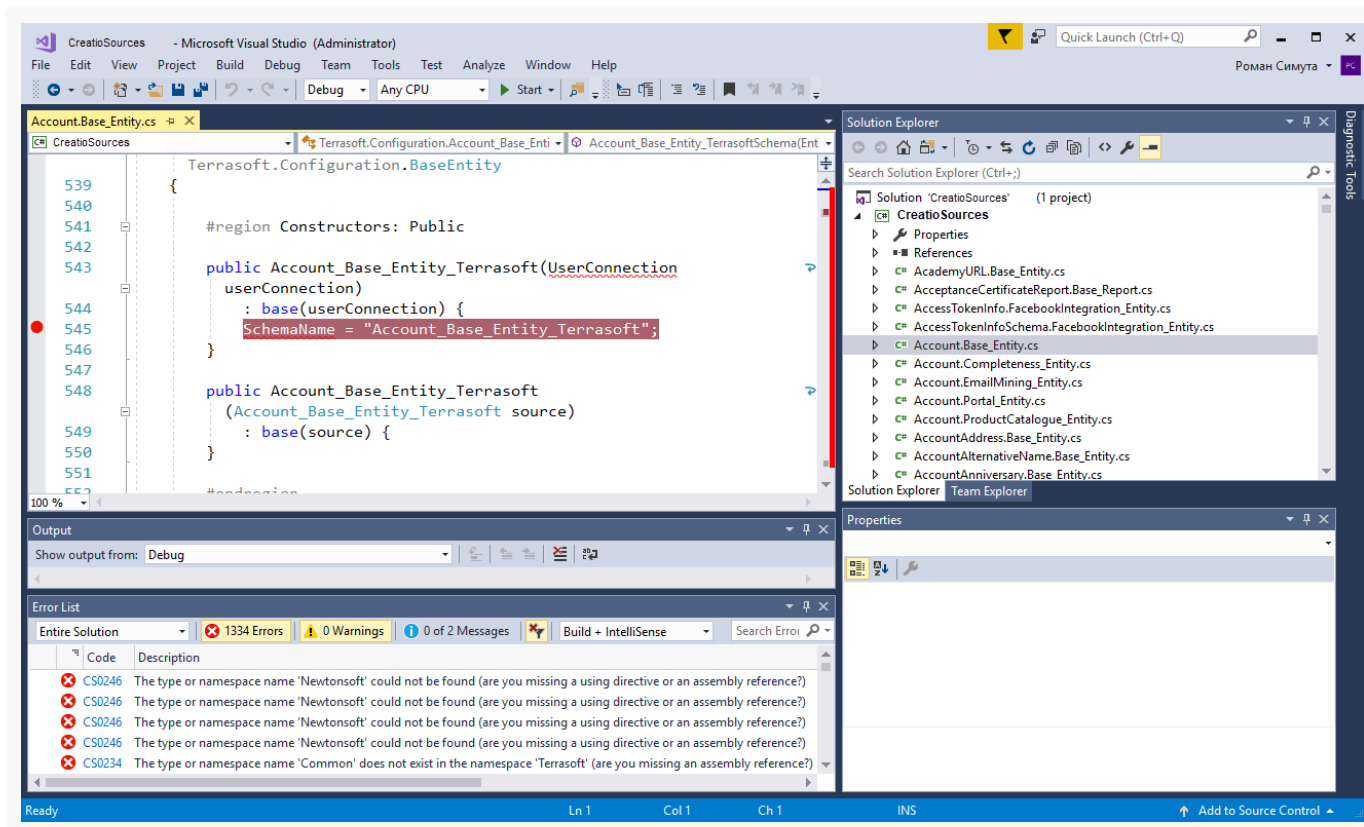 CreatioSources - Microsoft Visual Studio (Administrator)
Quick Launch (Ctrl+Q)
File Edit View Project Build Debug Team Tools Test Analyze Window Help
Роман Симута
РС
Debug Any CPU Start
Account.Base_Entity.cs
CreatioSources Terrasoft.Configuration.Account_Base_Enti Account_Base_Entity_TerrasoftSchema(Ent
Terrasoft.Configuration.BaseEntity
539 {
540
541 #region Constructors: Public
542
543 public Account_Base_Entity_Terrasoft(UserConnection
userConnection)
544 : base(userConnection) {
545 SchemaName = "Account_Base_Entity_Terrasoft";
546 }
547
548 public Account_Base_Entity_Terrasoft
(Account_Base_Entity_Terrasoft source)
549 : base(source) {
550 }
551
552 #endregion
100 %
Output
Show output from: Debug
Error List
Entire Solution 1334 Errors 0 Warnings 0 of 2 Messages Build + IntelliSense Search Error
Code Description
CS0246 The type or namespace name 'Newtonsoft' could not be found (are you missing a using directive or an assembly reference?)
CS0246 The type or namespace name 'Newtonsoft' could not be found (are you missing a using directive or an assembly reference?)
CS0246 The type or namespace name 'Newtonsoft' could not be found (are you missing a using directive or an assembly reference?)
CS0246 The type or namespace name 'Newtonsoft' could not be found (are you missing a using directive or an assembly reference?)
CS0234 The type or namespace name 'Common' does not exist in the namespace 'Terrasoft' (are you missing an assembly reference?)
Solution Explorer
Search Solution Explorer (Ctrl+;)
Solution 'CreatioSources' (1 project)
C# CreatioSources
Properties
References
C# AcademyURL.Base_Entity.cs
C# AcceptanceCertificateReport.Base_Report.cs
C# AccessTokenInfo.FacebookIntegration_Entity.cs
C# AccessTokenInfoSchema.FacebookIntegration_Entity.cs
C# Account.Base_Entity.cs
C# Account.Completeness_Entity.cs
C# Account.EmailMining_Entity.cs
C# Account.Portal_Entity.cs
C# Account.ProductCatalogue_Entity.cs
C# AccountAddress.Base_Entity.cs
C# AccountAlternativeName.Base_Entity.cs
C# AccountAnniversary.Base_Entity.cs
Solution Explorer Team Explorer
Properties
Diagnostic Tools
Ready Ln 1 Col 1 Ch 1 INS Add to Source Control